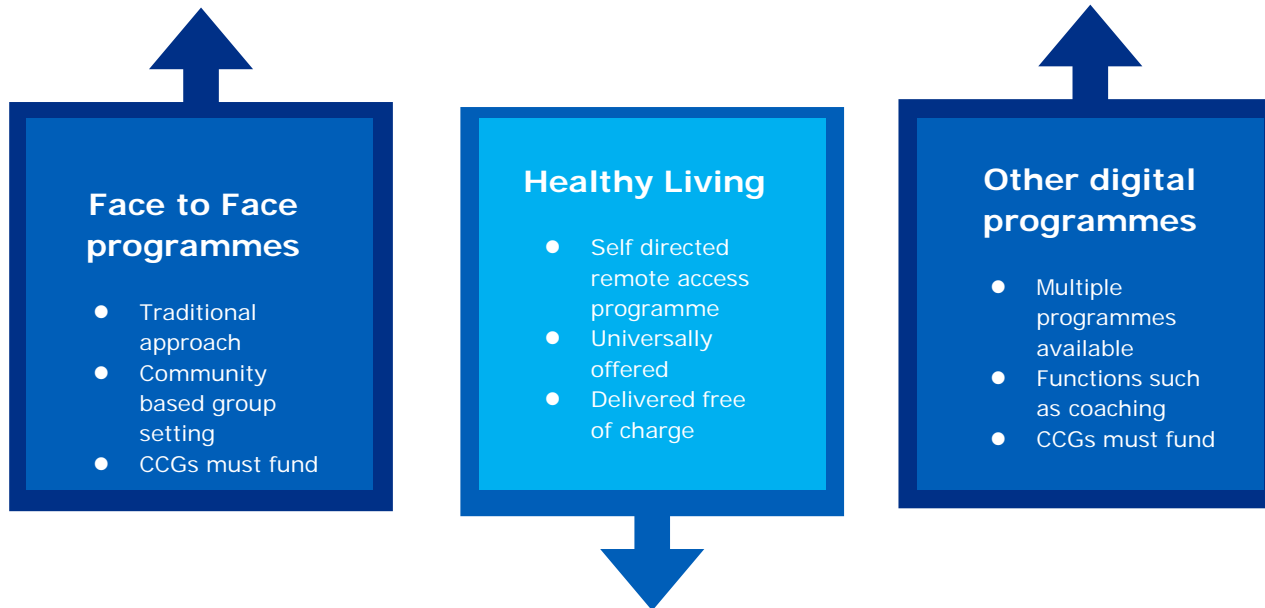 Face to Face
programmes
● Traditional
approach
● Community
based group
setting
● CCGs must fund
Healthy Living
● Self directed
remote access
programme
● Universally
offered
● Delivered free
of charge
Other digital
programmes
● Multiple
programmes
available
● Functions such
as coaching
● CCGs must fund